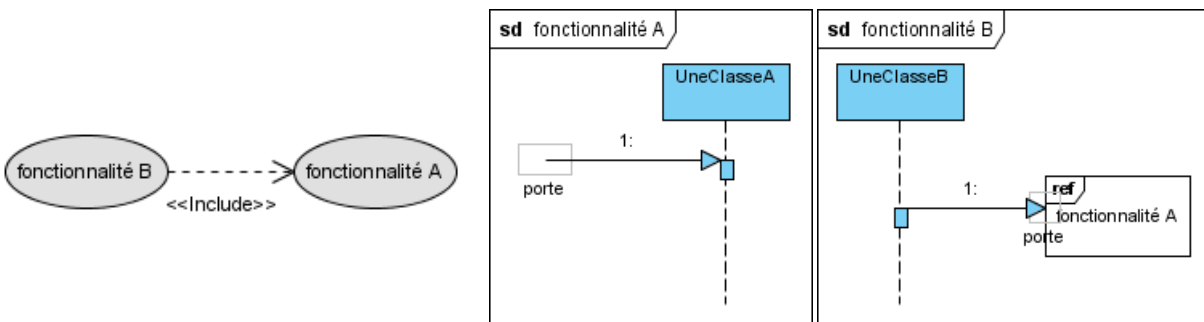 fonctionnalité B
fonctionnalité A
<<Include>>
sd fonctionnalité A
UneClasseA
1:
porte
sd fonctionnalité B
UneClasseB
1:
ref
fonctionnalité A
porte